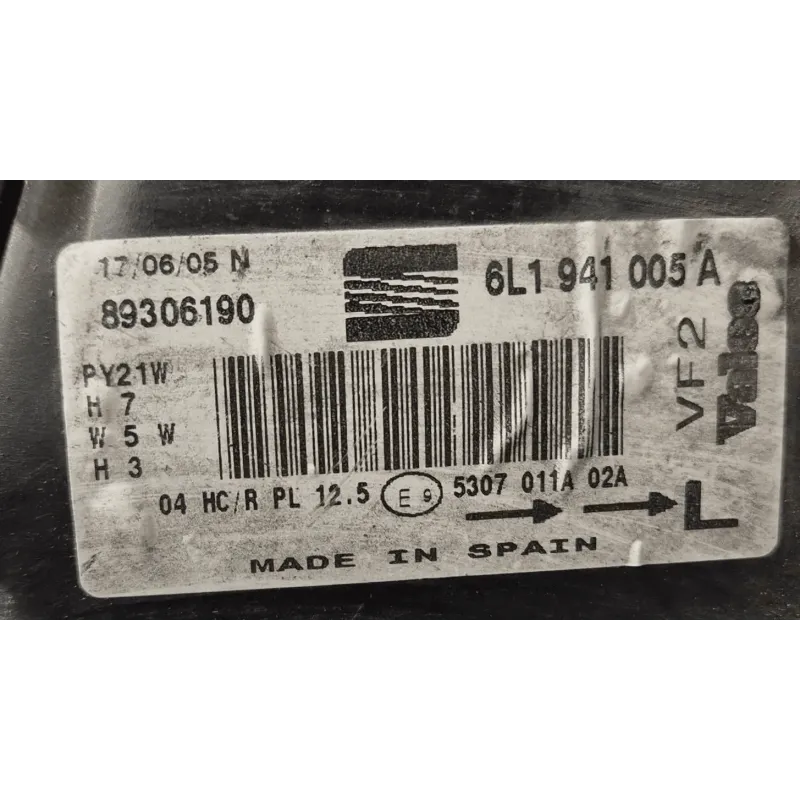 17/06/05 N
6L1 941 005 A
89306190
PY21W
H 7
W 5 W
H 3
VF2
Valeo
04 HC/R PL 12.5 E 9 5307 011A 02A
L
MADE IN SPAIN